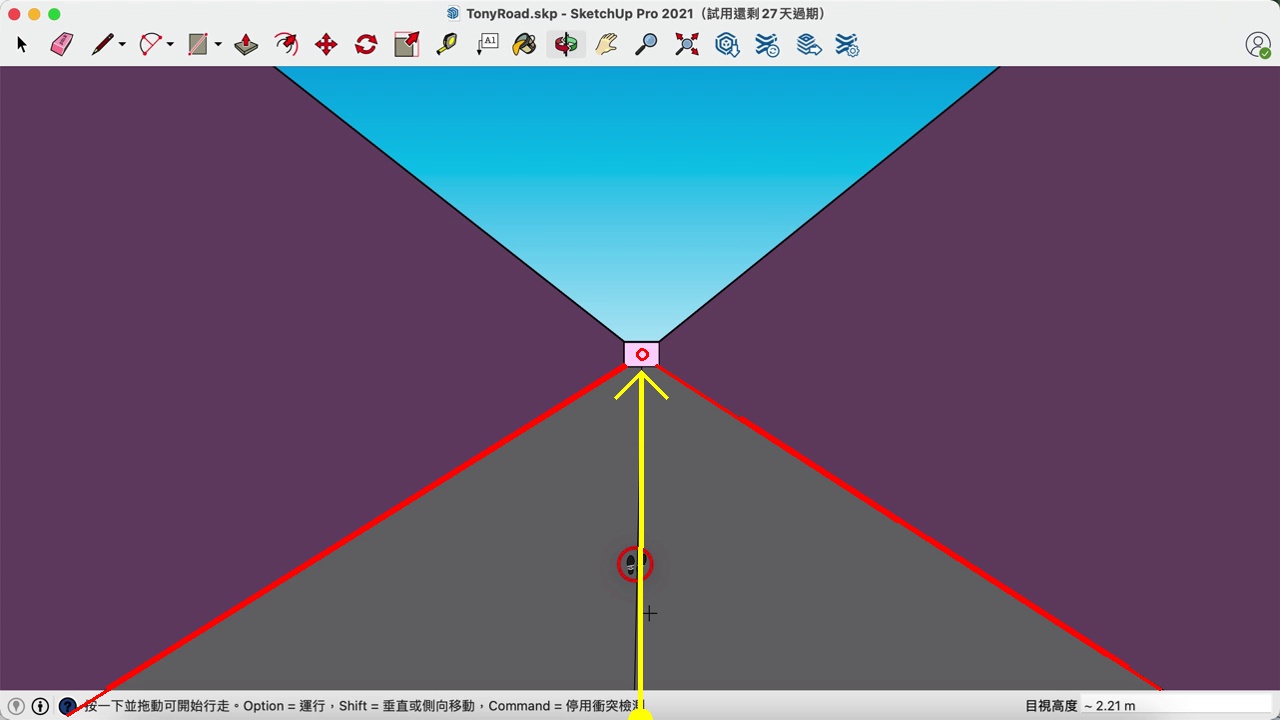 TonyRoad.skp - SketchUp Pro 2021（試用還剩 27 天過期）
A1
按一下並拖動可開始行走。Option = 運行，Shift = 垂直或側向移動，Command = 停用衝突檢測
目視高度 ~ 2.21 m